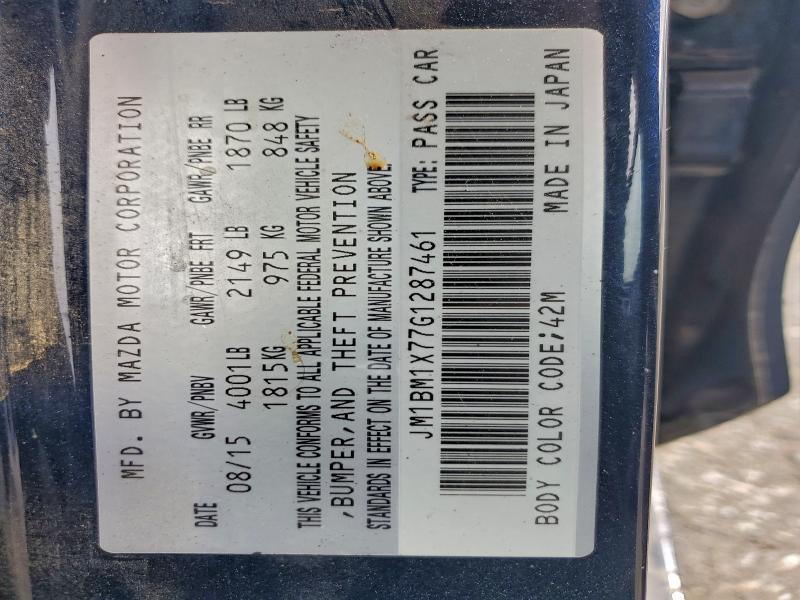 MFD. BY MAZDA MOTOR CORPORATION
DATE GVWR/PNBV GAWR/PNBE FRT GAWR/PNBE RR
08/15 4001LB 2149 LB 1870 LB
1815KG 975 KG 848 KG
THIS VEHICLE CONFORMS TO ALL APPLICABLE FEDERAL MOTOR VEHICLE SAFETY
,BUMPER,AND THEFT PREVENTION
STANDARDS IN EFFECT ON THE DATE OF MANUFACTURE SHOWN ABOVE.
JM1BM1X77G1287461 TYPE: PASS CAR
BODY COLOR CODE;42M MADE IN JAPAN